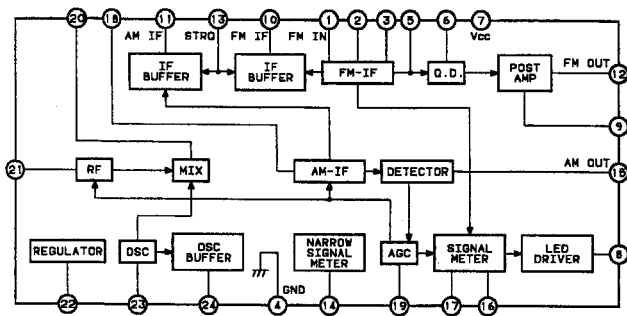 20 18 11 13 10 1 2 3 5 6 7
AM IF STRQ FM IF FM IN Vcc
IF BUFFER
IF BUFFER
FM-IF
Q.D.
POST AMP
FM OUT
12
9
21
RF
MIX
AM-IF
DETECTOR
AM OUT
15
REGULATOR
OSC
OSC BUFFER
GND
NARROW SIGNAL METER
AGC
SIGNAL METER
LED DRIVER
8
22 23 24 4 14 19 17 16